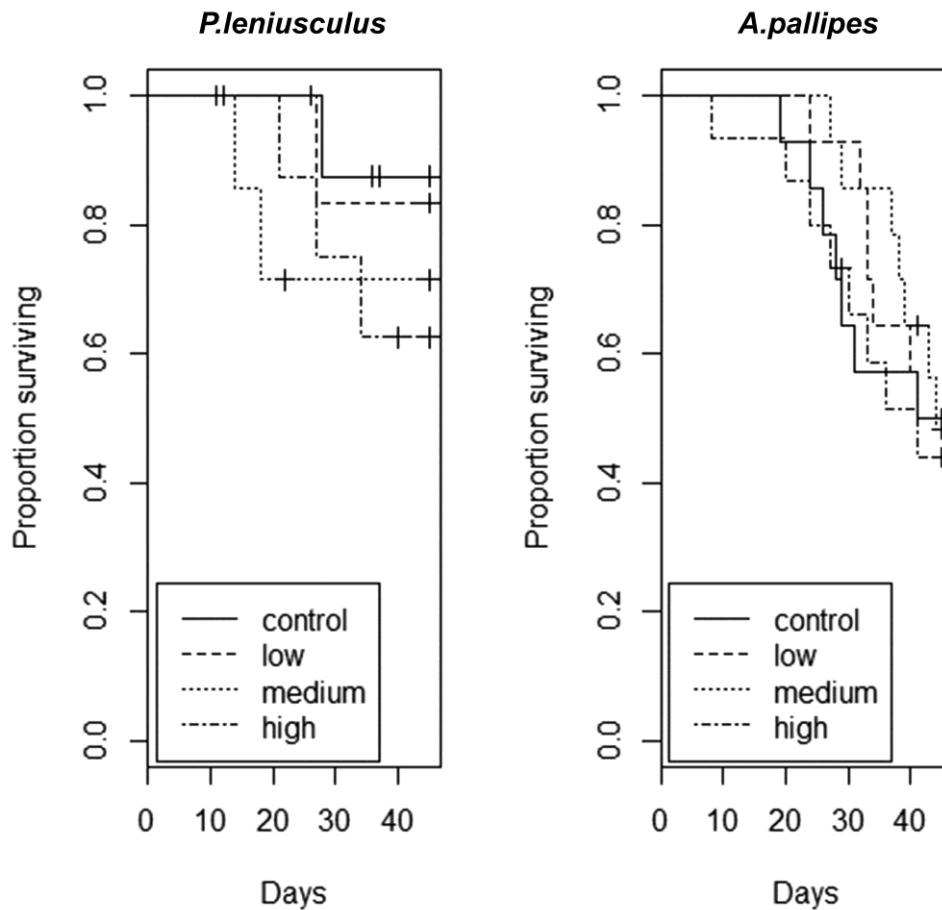 P.leniusculus
Proportion surviving
1.0
0.8
0.6
0.4
0.2
0.0
control
low
medium
high
0 10 20 30 40
Days
A.pallipes
Proportion surviving
1.0
0.8
0.6
0.4
0.2
0.0
control
low
medium
high
0 10 20 30 40
Days